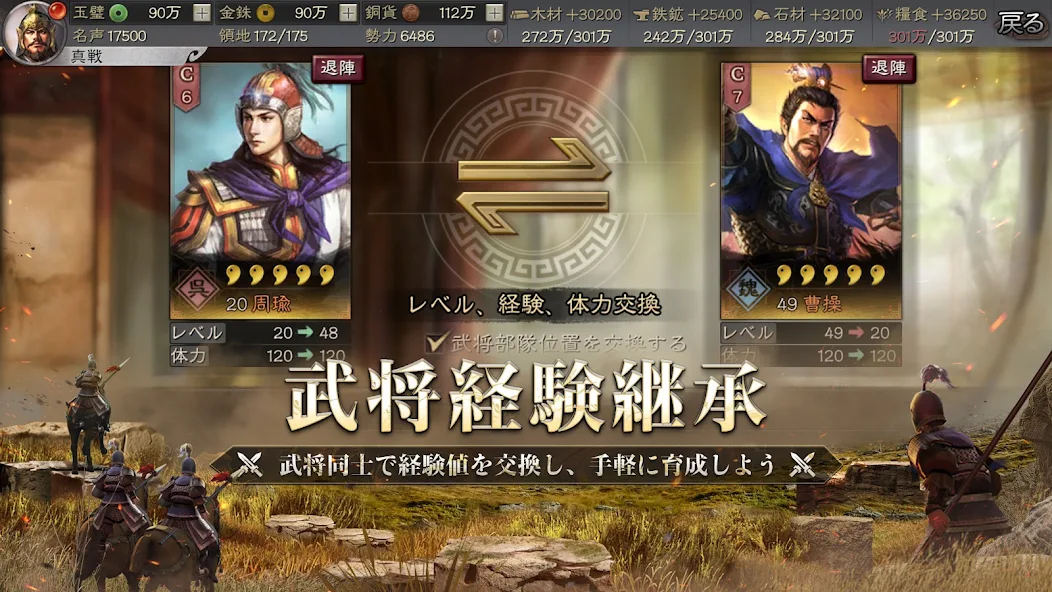 玉璧 90万 金銖 90万 銅貨 112万 木材 +30200 鉄鉱 +25400 石材 +32100 糧食 +36250 戻る
名声 17500 領地 172/175 勢力 6486 272万/301万 242万/301万 284万/301万 301万/301万
真戦
C 6 退陣 C 7 退陣
呉 20 周瑜 魏 49 曹操
レベル、経験、体力交換
レベル 20 48 レベル 49 20
武将部隊位置を交換する
体力 120 120 体力 120 120
武将経験継承
武将同士で経験値を交換し、手軽に育成しよう